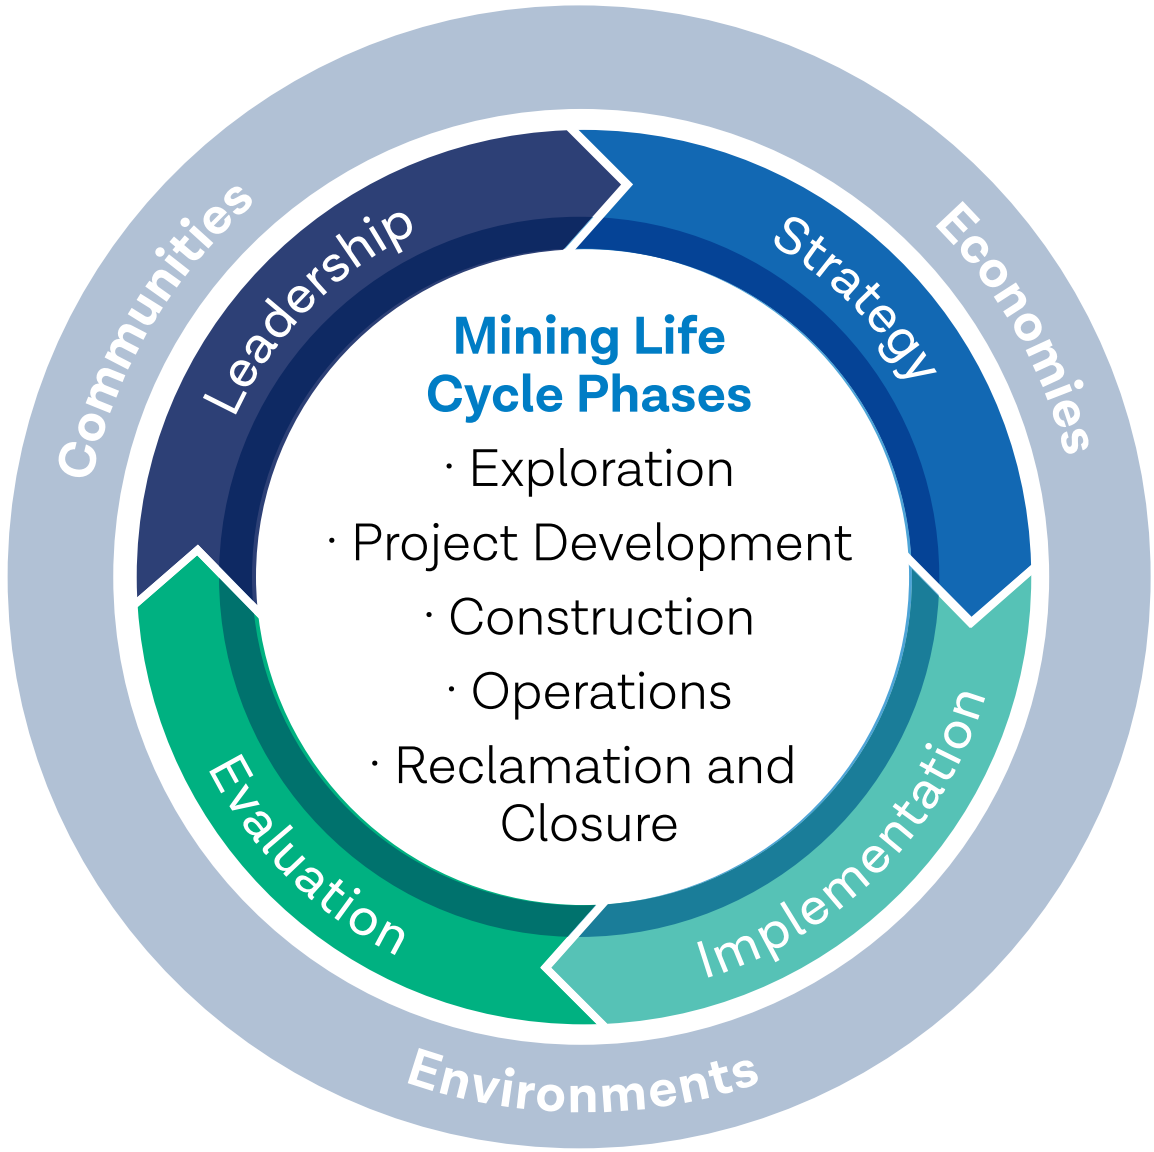 Communities
Economies
Leadership
Strategy
Mining Life
Cycle Phases
· Exploration
· Project Development
· Construction
· Operations
· Reclamation and
Closure
Evaluation
Implementation
Environments